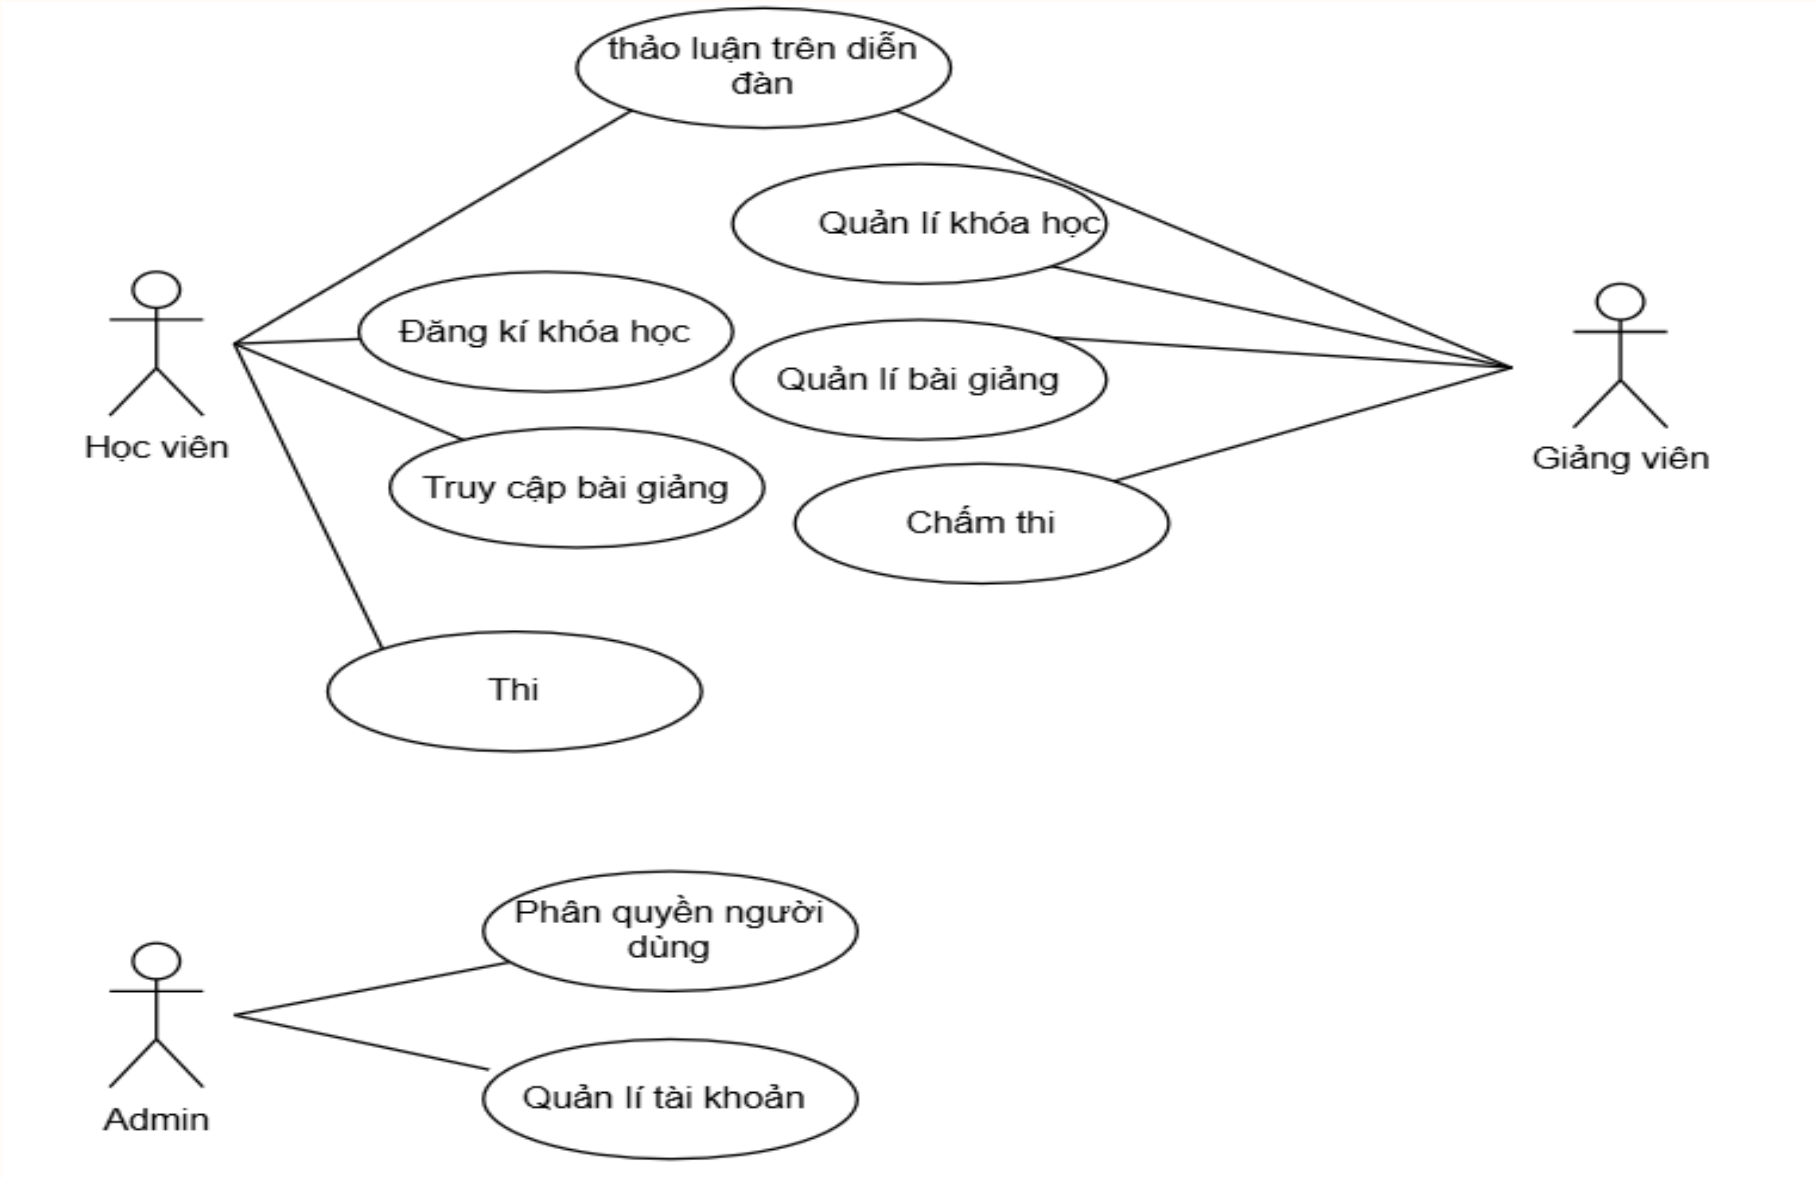 thảo luận trên diễn
đàn
Quản lí khóa học
Đăng kí khóa học
Quản lí bài giảng
Học viên
Giảng viên
Truy cập bài giảng
Chấm thi
Thi
Phân quyền người
dùng
Quản lí tài khoản
Admin